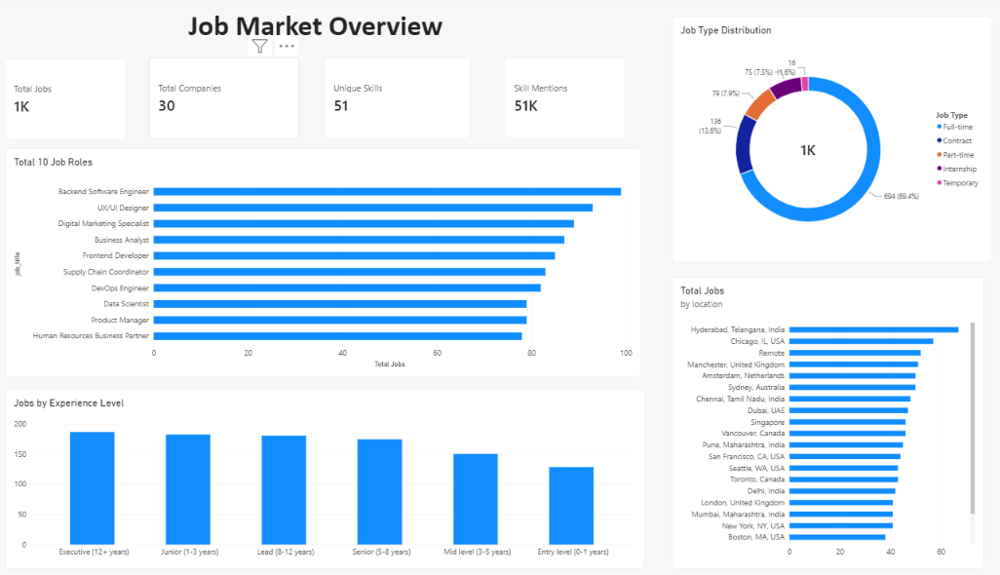 Job Market Overview
Total Jobs
1K
Total Companies
30
Unique Skills
51
Skill Mentions
51K
Total 10 Job Roles
job_title
Backend Software Engineer
UX/UI Designer
Digital Marketing Specialist
Business Analyst
Frontend Developer
Supply Chain Coordinator
DevOps Engineer
Data Scientist
Product Manager
Human Resources Business Partner
0 20 40 60 80 100
Total Jobs
Jobs by Experience Level
200
150
100
50
0
Executive (12+ years) Junior (1-3 years) Lead (8-12 years) Senior (5-8 years) Mid level (3-5 years) Entry level (0-1 years)
Job Type Distribution
16
(1.6%)
75 (7.5%)
79 (7.9%)
136
(13.6%)
1K
694 (69.4%)
Job Type
Full-time
Contract
Part-time
Internship
Temporary
Total Jobs
by location
Hyderabad, Telangana, India
Chicago, IL, USA
Remote
Manchester, United Kingdom
Amsterdam, Netherlands
Sydney, Australia
Chennai, Tamil Nadu, India
Dubai, UAE
Singapore
Vancouver, Canada
Pune, Maharashtra, India
San Francisco, CA, USA
Seattle, WA, USA
Toronto, Canada
Delhi, India
London, United Kingdom
Mumbai, Maharashtra, India
New York, NY, USA
Boston, MA, USA
0 20 40 60